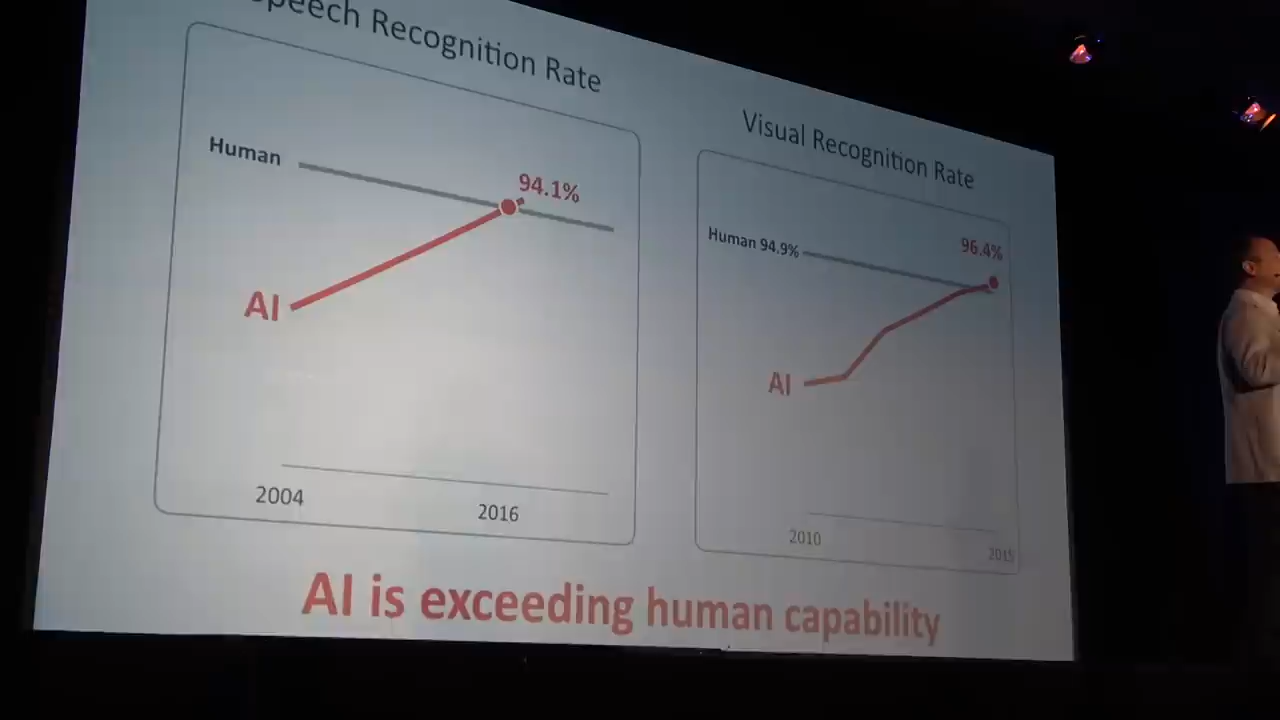 Speech Recognition Rate
Human
94.1%
AI
2004
2016
Visual Recognition Rate
Human 94.9%
96.4%
AI
2010
2015
AI is exceeding human capability